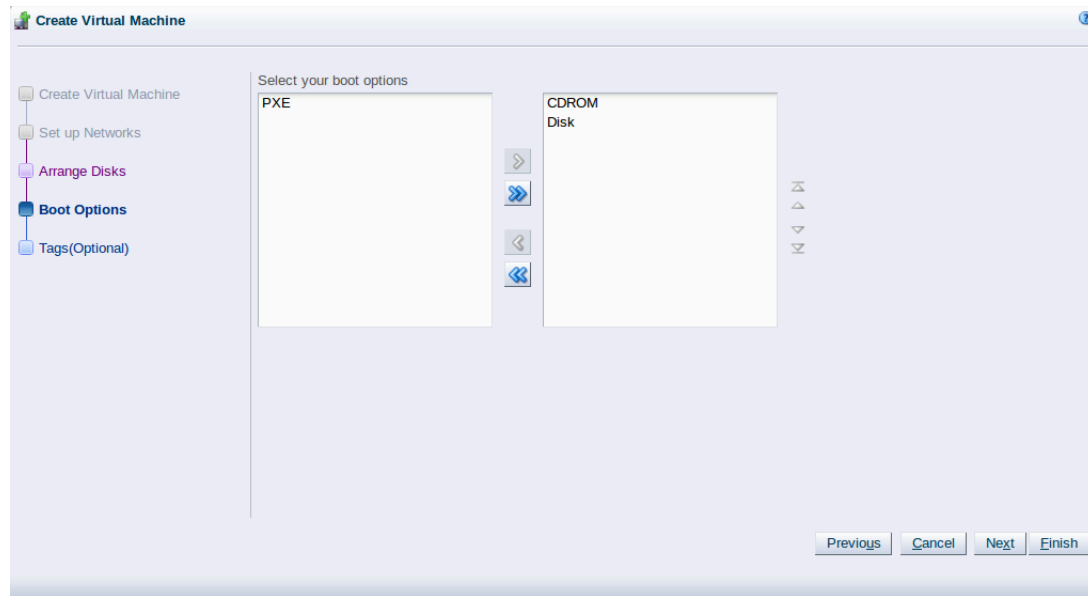 Create Virtual Machine
Create Virtual Machine
Set up Networks
Arrange Disks
Boot Options
Tags(Optional)
Select your boot options
PXE
CDROM
Disk
Previous
Cancel
Next
Finish